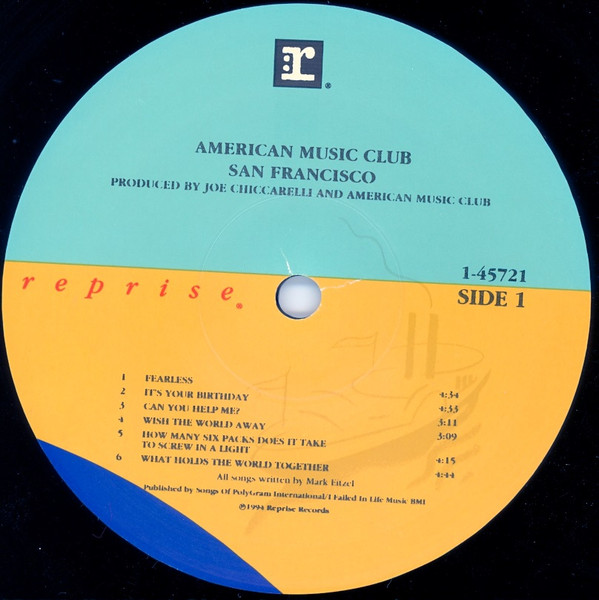 r
AMERICAN MUSIC CLUB
SAN FRANCISCO
PRODUCED BY JOE CHICCARELLI AND AMERICAN MUSIC CLUB
1-45721
reprise®
SIDE 1
1 FEARLESS
2 IT'S YOUR BIRTHDAY 4:34
3 CAN YOU HELP ME? 4:33
4 WISH THE WORLD AWAY 3:11
5 HOW MANY SIX PACKS DOES IT TAKE 3:09
TO SCREW IN A LIGHT
6 WHAT HOLDS THE WORLD TOGETHER 4:15
All songs written by Mark Eitzel 4:44
Published by Songs Of PolyGram International/I Failed In Life Music BMI
℗1994 Reprise Records